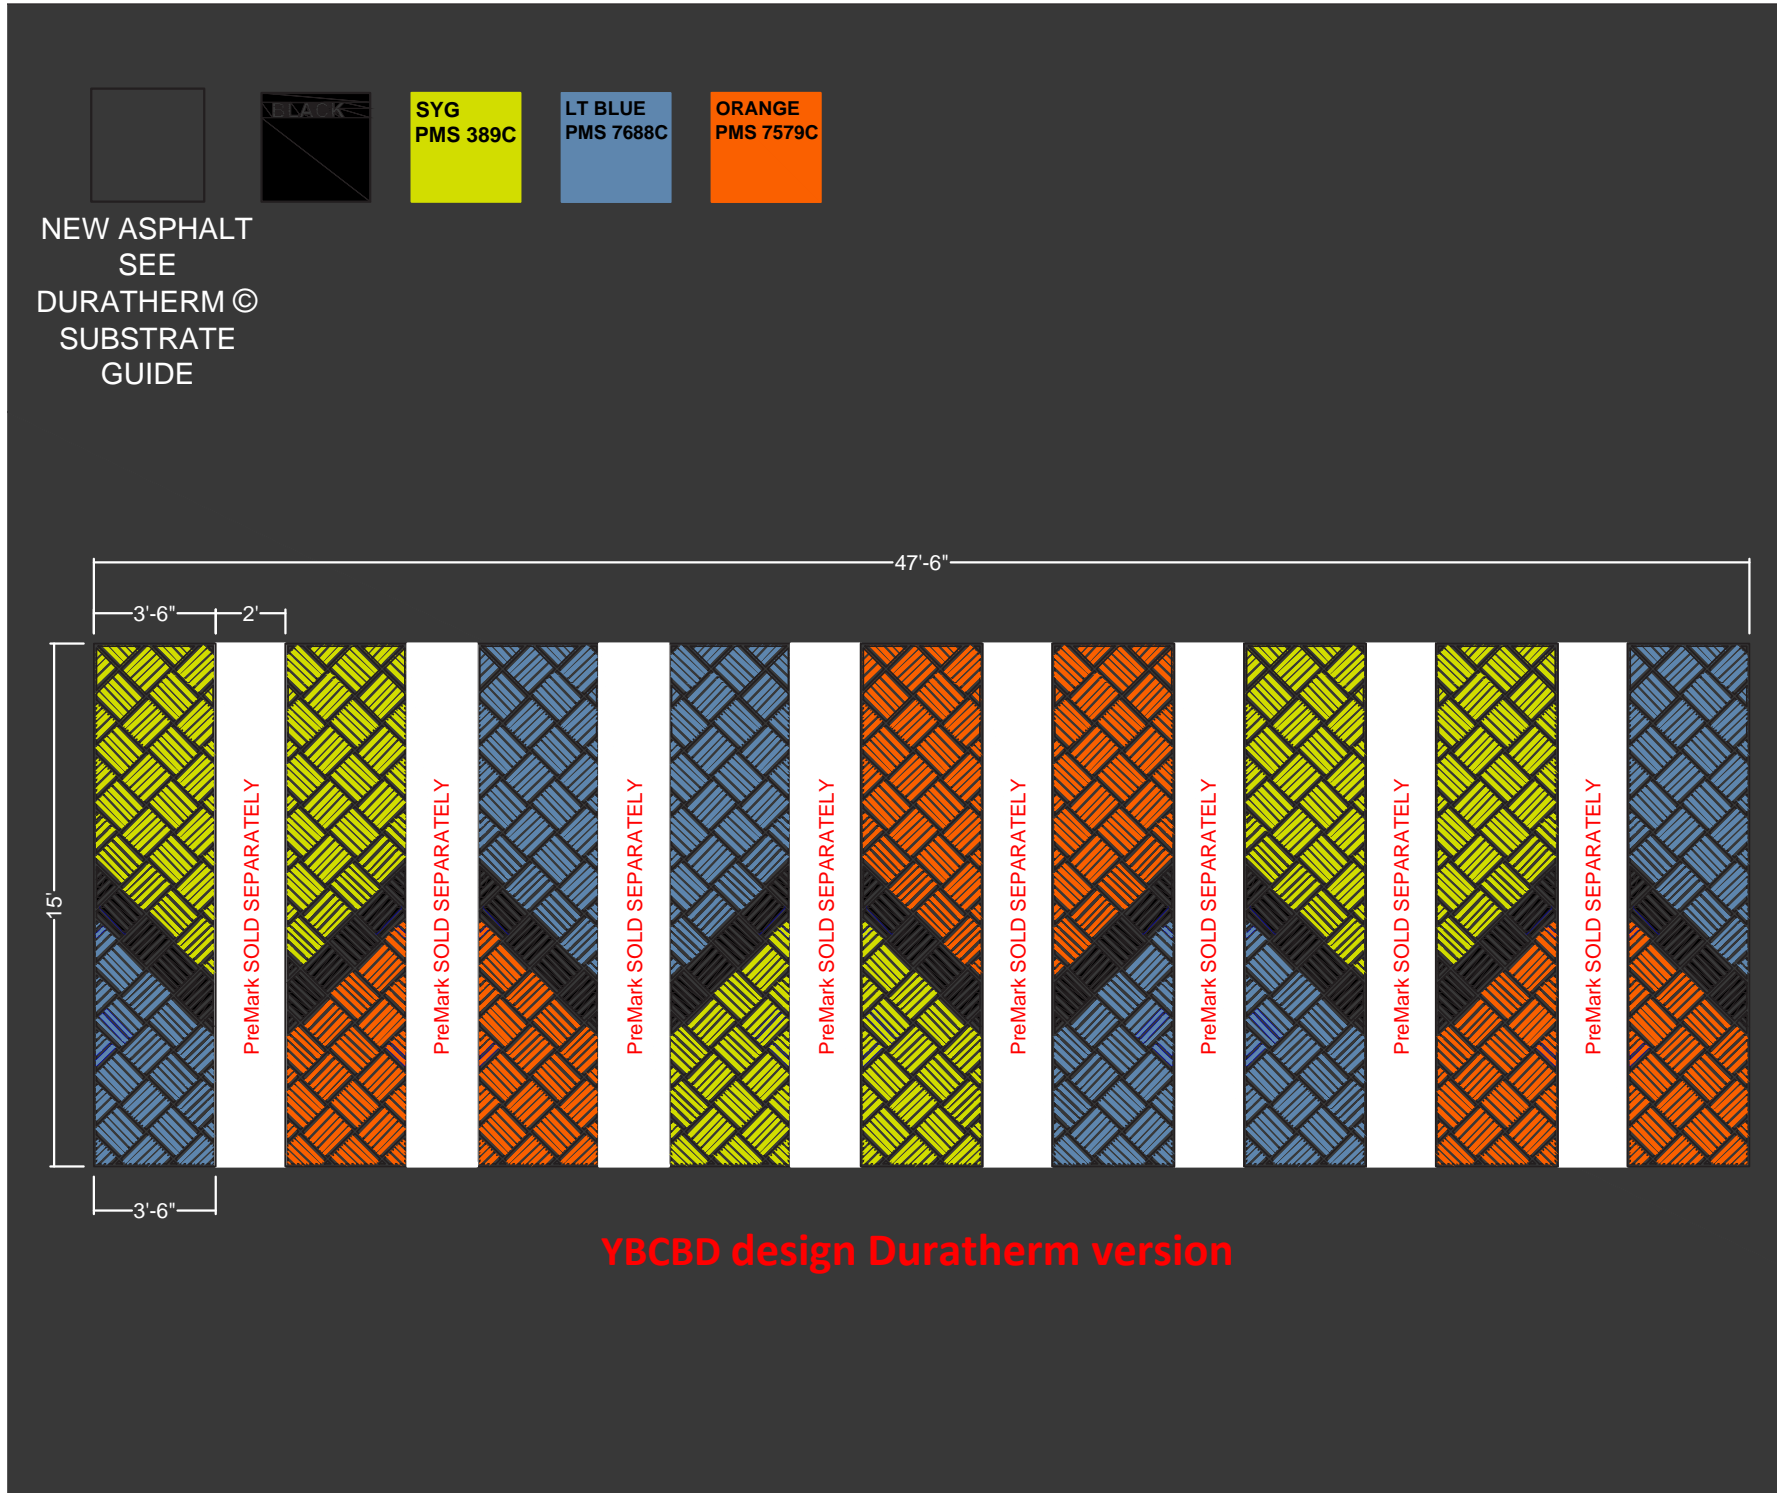 BLACK
SYG
PMS 389C
LT BLUE
PMS 7688C
ORANGE
PMS 7579C
NEW ASPHALT
SEE
DURATHERM ©
SUBSTRATE
GUIDE
47'-6"
3'-6"
2'
15'
PreMark SOLD SEPARATELY
PreMark SOLD SEPARATELY
PreMark SOLD SEPARATELY
PreMark SOLD SEPARATELY
PreMark SOLD SEPARATELY
PreMark SOLD SEPARATELY
PreMark SOLD SEPARATELY
PreMark SOLD SEPARATELY
3'-6"
YBCBD design Duratherm version